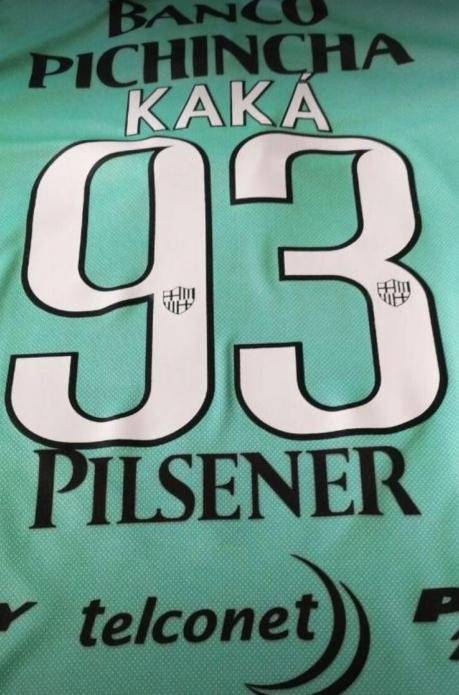 BANCO
PICHINCHA
KAKÁ
93
PILSENER
telconet